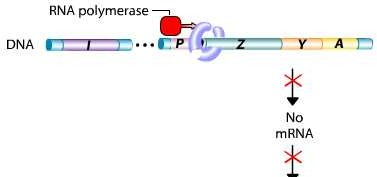 RNA polymerase
DNA I P Z Y A
No
mRNA